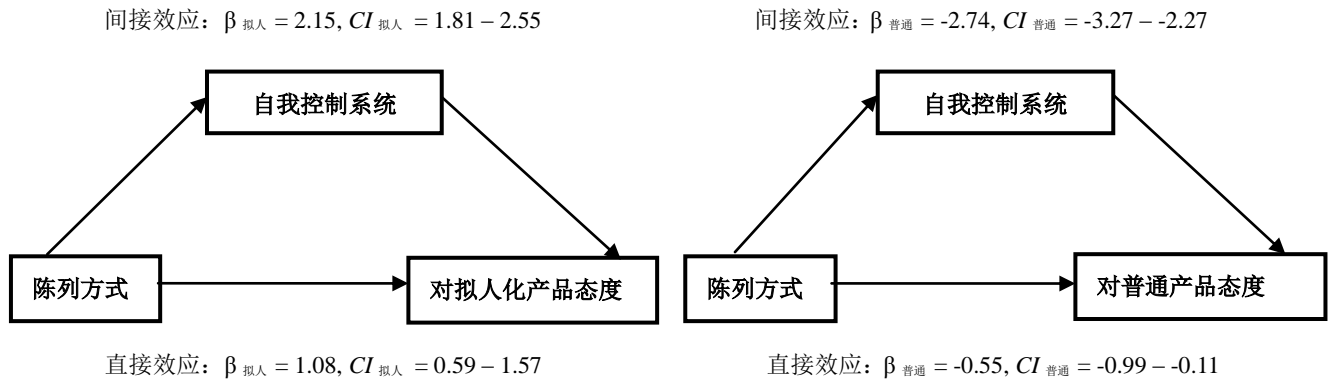 间接效应：β 拟人 = 2.15, CI 拟人 = 1.81 – 2.55
间接效应：β 普通 = -2.74, CI 普通 = -3.27 – -2.27
自我控制系统
自我控制系统
陈列方式
对拟人化产品态度
陈列方式
对普通产品态度
直接效应：β 拟人 = 1.08, CI 拟人 = 0.59 – 1.57
直接效应：β 普通 = -0.55, CI 普通 = -0.99 – -0.11